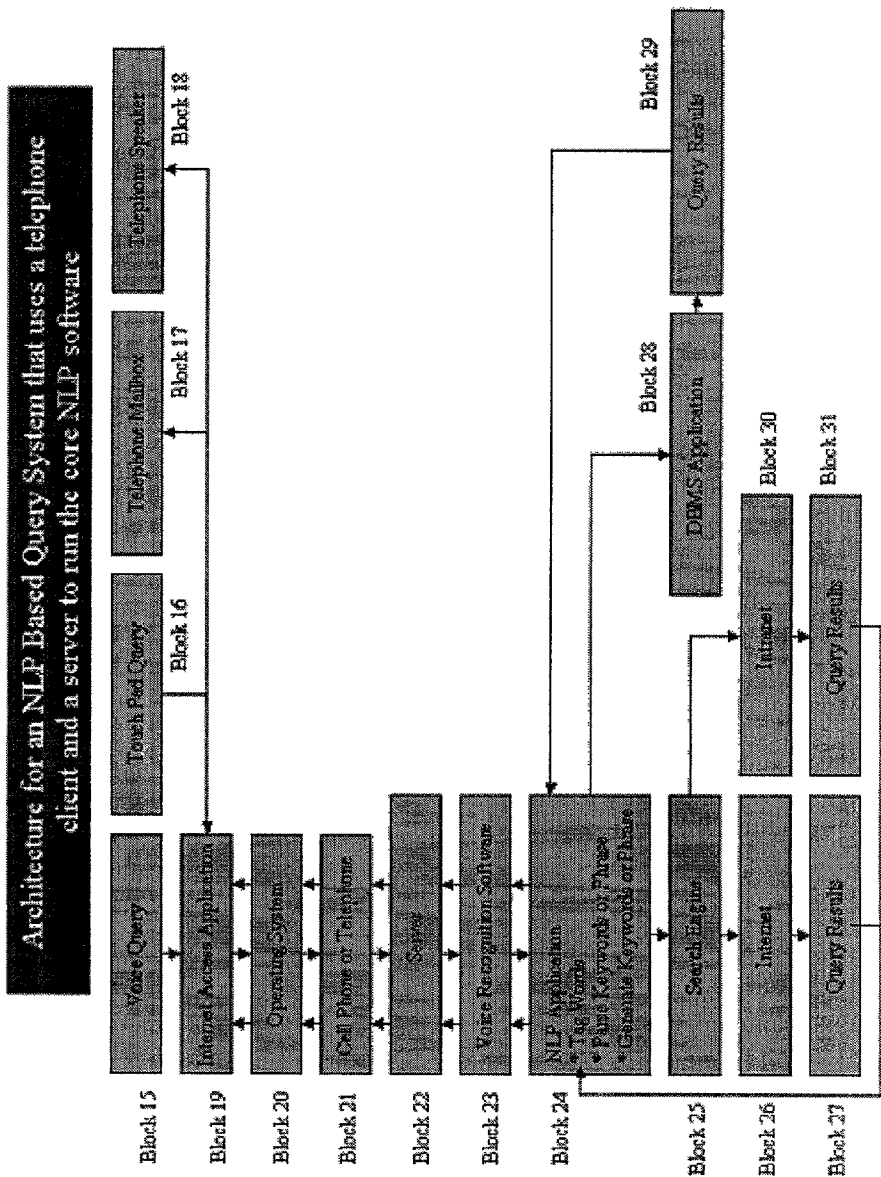 Architecture for an NLP Based Query System that uses a telephone
client and a server to run the core NLP software
Voice Query
Block 15
Touch Pad Query
Block 16
Telephone Mailbox
Block 17
Telephone Speaker
Block 18
Internet Access Application
Block 19
Operating System
Block 20
Cell Phone or Telephone
Block 21
Server
Block 22
Voice Recognition Software
Block 23
NLP Application
* Tag Words
* Parse Keywords or Phrase
* Generate Keywords or Phrase
Block 24
Search Engine
Block 25
Internet
Block 26
Query Results
Block 27
DBMS Application
Block 28
Query Results
Block 29
Intranet
Block 30
Query Results
Block 31